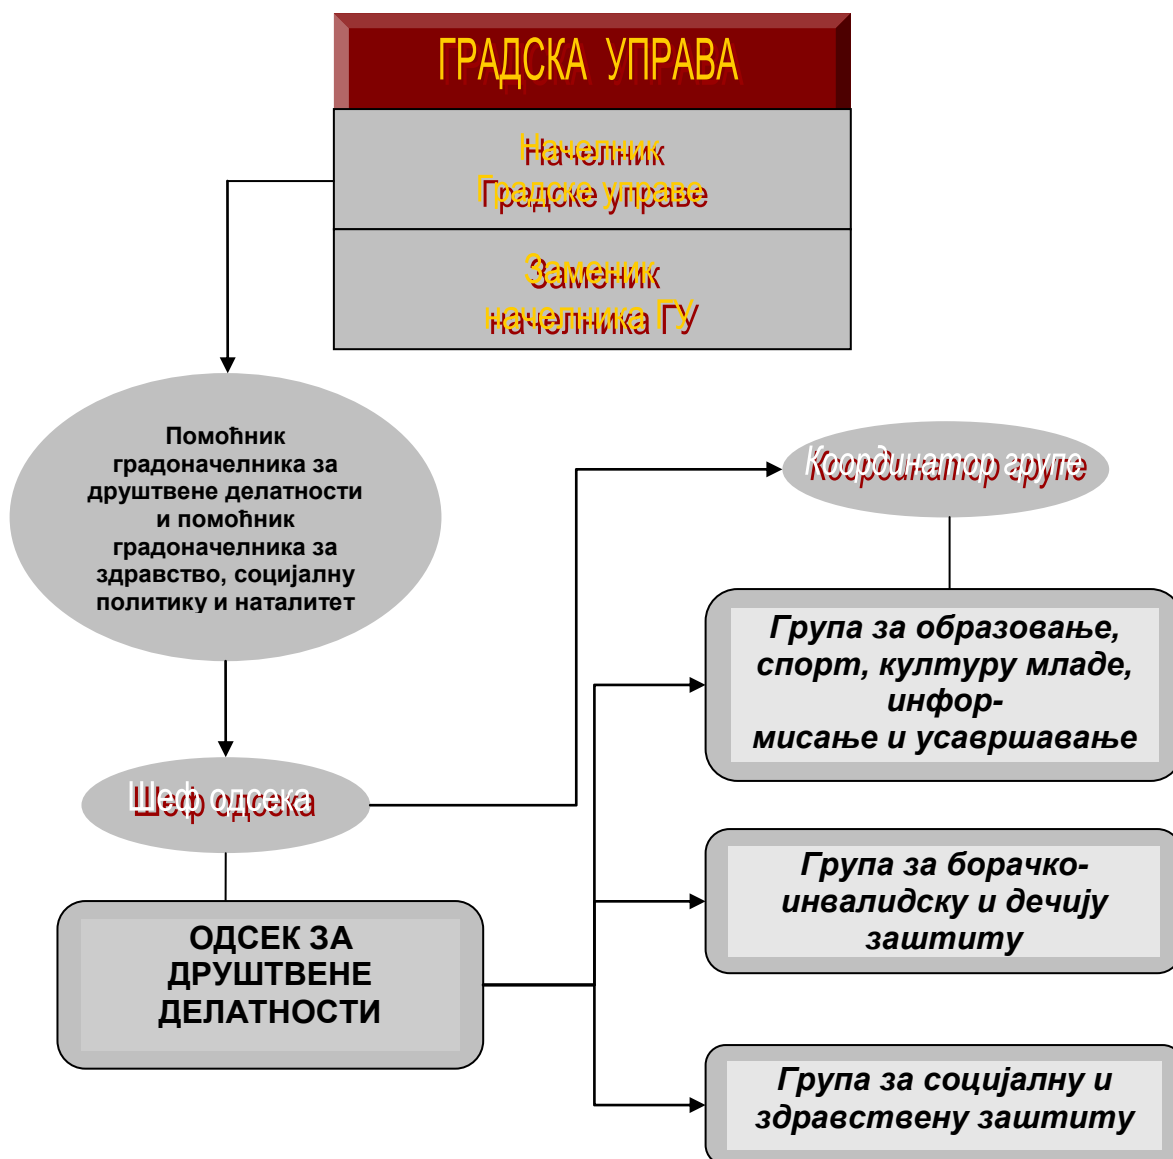 ГРАДСКА УПРАВА
Начелник
Градске управе
Заменик
начелника ГУ
Помоћник
градоначелника за
друштвене делатности
и помоћник
градоначелника за
здравство, социјалну
политику и наталитет
Координатор групе
Група за образовање,
спорт, културу младе,
инфор-
мисање и усавршавање
Шеф одсека
Група за борачко-
инвалидску и дечију
заштиту
ОДСЕК ЗА
ДРУШТВЕНЕ
ДЕЛАТНОСТИ
Група за социјалну и
здравствену заштиту